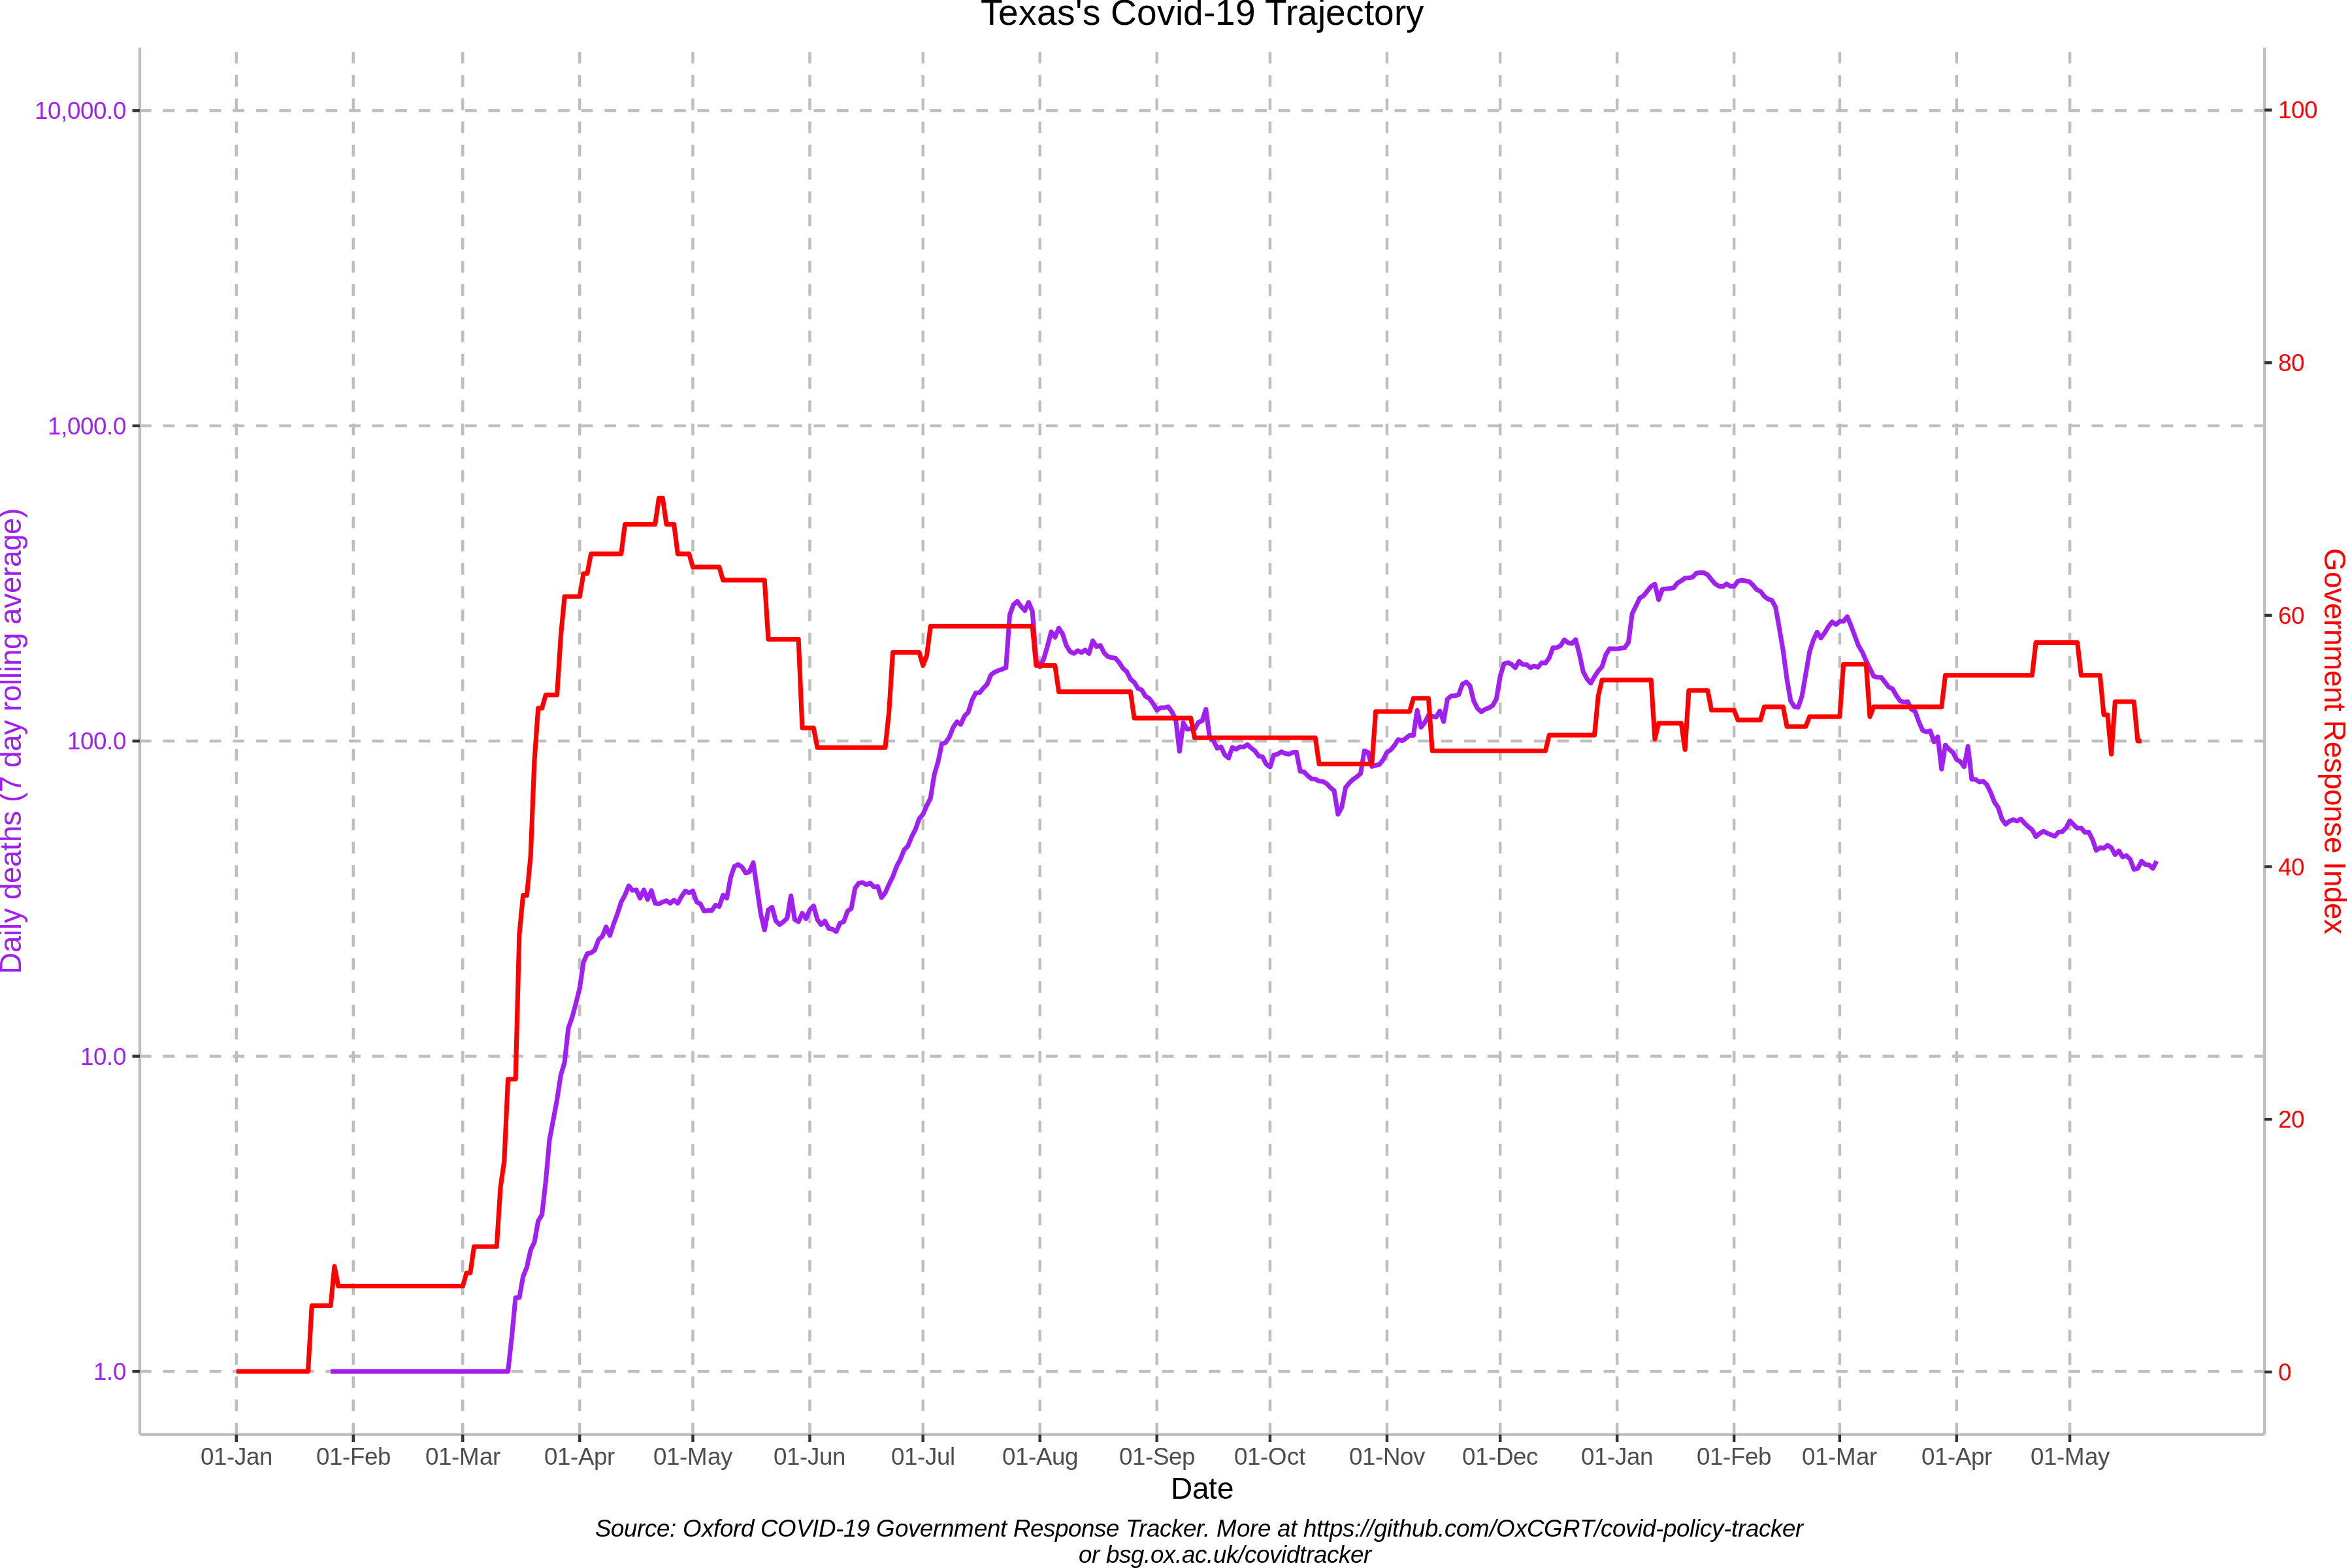 Texas's Covid-19 Trajectory
10,000.0
1,000.0
100.0
10.0
1.0
Daily deaths (7 day rolling average)
100
80
60
40
20
0
Government Response Index
01-Jan 01-Feb 01-Mar 01-Apr 01-May 01-Jun 01-Jul 01-Aug 01-Sep 01-Oct 01-Nov 01-Dec 01-Jan 01-Feb 01-Mar 01-Apr 01-May
Date
Source: Oxford COVID-19 Government Response Tracker. More at https://github.com/OxCGRT/covid-policy-tracker
or bsg.ox.ac.uk/covidtracker